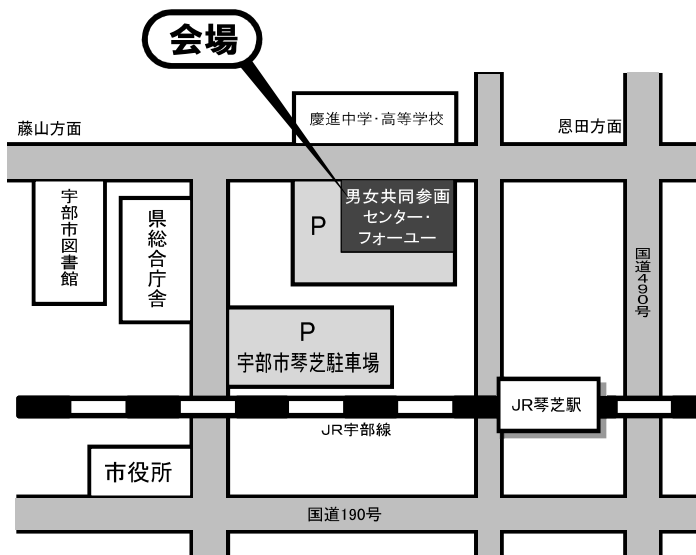 会場
慶進中学・高等学校
藤山方面
恩田方面
男女共同参画
センター・
フォーユー
P
宇部市図書館
県総合庁舎
国道490号
P
宇部市琴芝駐車場
JR琴芝駅
JR宇部線
市役所
国道190号